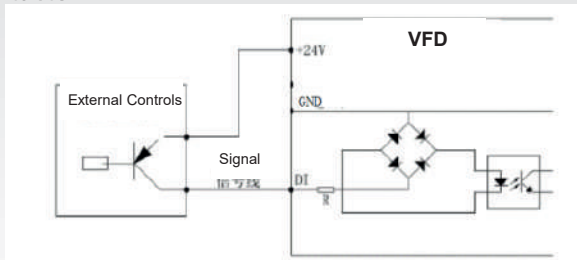 VFD
+24V
External Controls
GND
Signal
信号线
DI
R